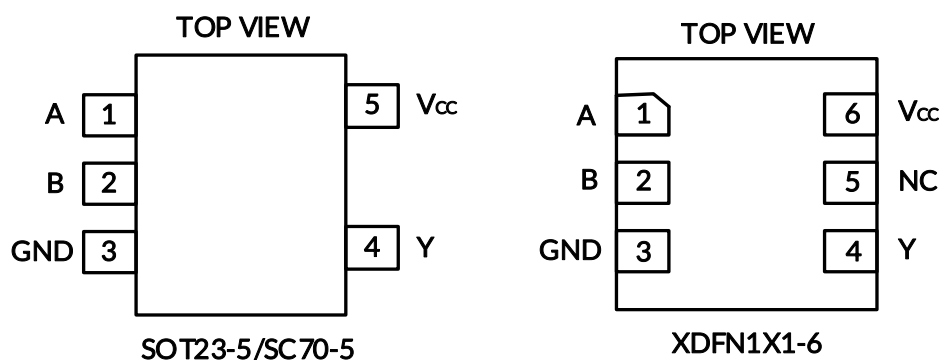 TOP VIEW
A 1 5 Vcc
B 2
GND 3 4 Y
SOT23-5/SC70-5
TOP VIEW
A 1 6 Vcc
B 2 5 NC
GND 3 4 Y
XDFN1X1-6